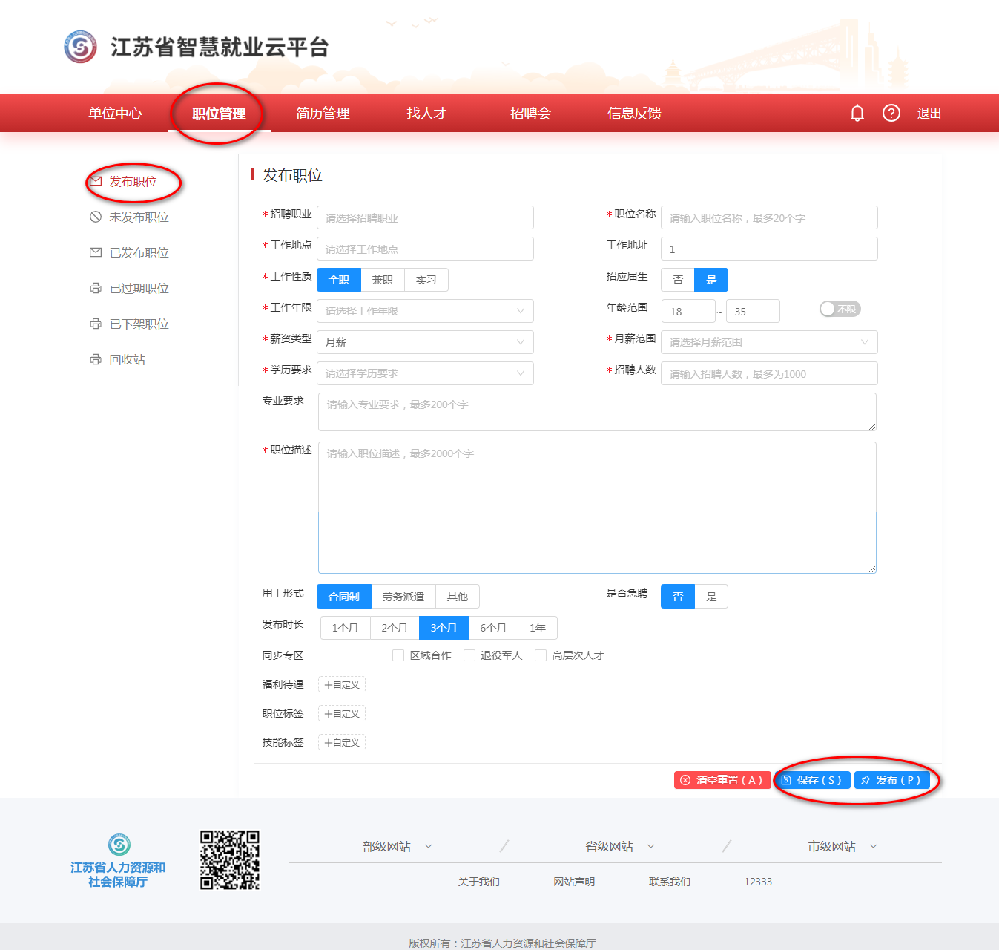 江苏省智慧就业云平台
单位中心 职位管理 简历管理 找人才 招聘会 信息反馈 退出
发布职位
未发布职位
已发布职位
已过期职位
已下架职位
回收站
发布职位
* 招聘职业 请选择招聘职业 * 职位名称 请输入职位名称，最多20个字
* 工作地点 请选择工作地点 工作地址 1
* 工作性质 全职 兼职 实习 招应届生 否 是
* 工作年限 请选择工作年限 年龄范围 18 ~ 35 不限
* 薪资类型 月薪 * 月薪范围 请选择月薪范围
* 学历要求 请选择学历要求 * 招聘人数 请输入招聘人数，最多为1000
专业要求 请输入专业要求，最多200个字
* 职位描述 请输入职位描述，最多2000个字
用工形式 合同制 劳务派遣 其他 是否急聘 否 是
发布时长 1个月 2个月 3个月 6个月 1年
同步专区 区域合作 退役军人 高层次人才
福利待遇 +自定义
职位标签 +自定义
技能标签 +自定义
清空重置（A） 保存（S） 发布（P）
江苏省人力资源和
社会保障厅
部级网站 省级网站 市级网站
关于我们 网站声明 联系我们 12333
版权所有：江苏省人力资源和社会保障厅